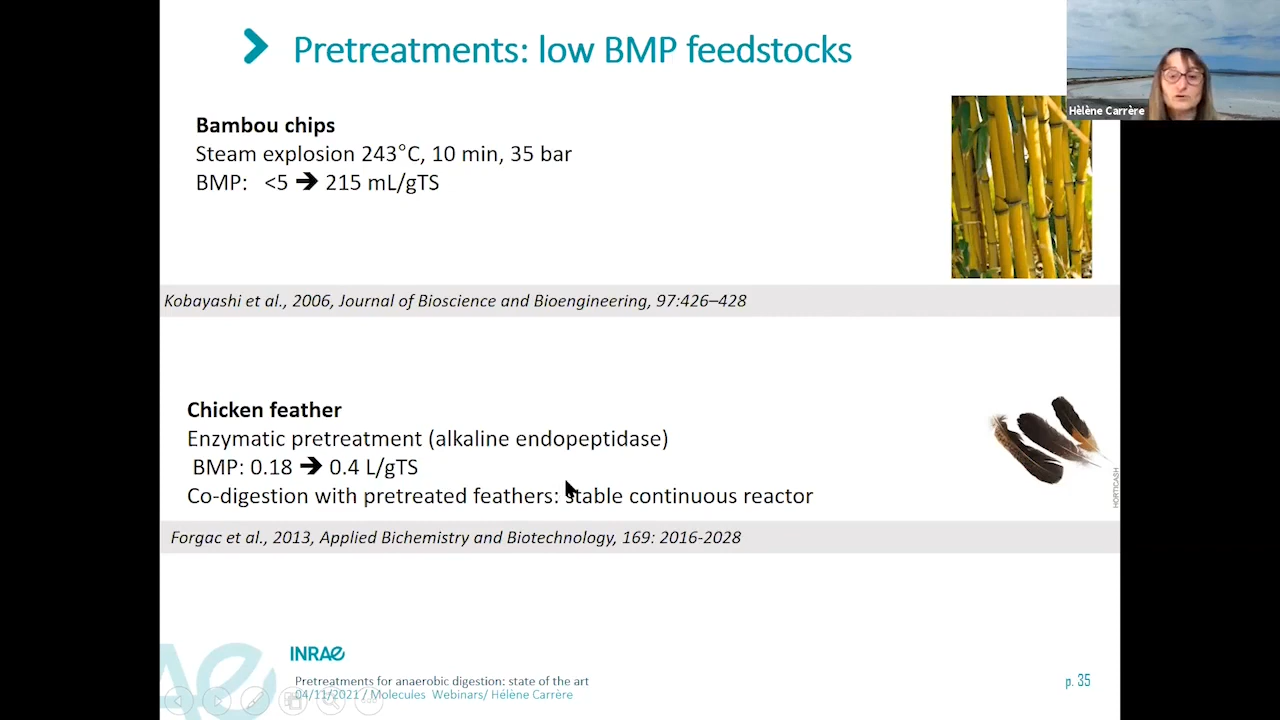 Pretreatments: low BMP feedstocks
Hèlène Carrère
Bambou chips
Steam explosion 243°C, 10 min, 35 bar
BMP: <5 ➔ 215 mL/gTS
Kobayashi et al., 2006, Journal of Bioscience and Bioengineering, 97:426–428
Chicken feather
Enzymatic pretreatment (alkaline endopeptidase)
BMP: 0.18 ➔ 0.4 L/gTS
Co-digestion with pretreated feathers: stable continuous reactor
HORTICASH
Forgac et al., 2013, Applied Bichemistry and Biotechnology, 169: 2016-2028
INRAE
Pretreatments for anaerobic digestion: state of the art
04/11/2021 / Molecules Webinars/ Hélène Carrère
p. 35